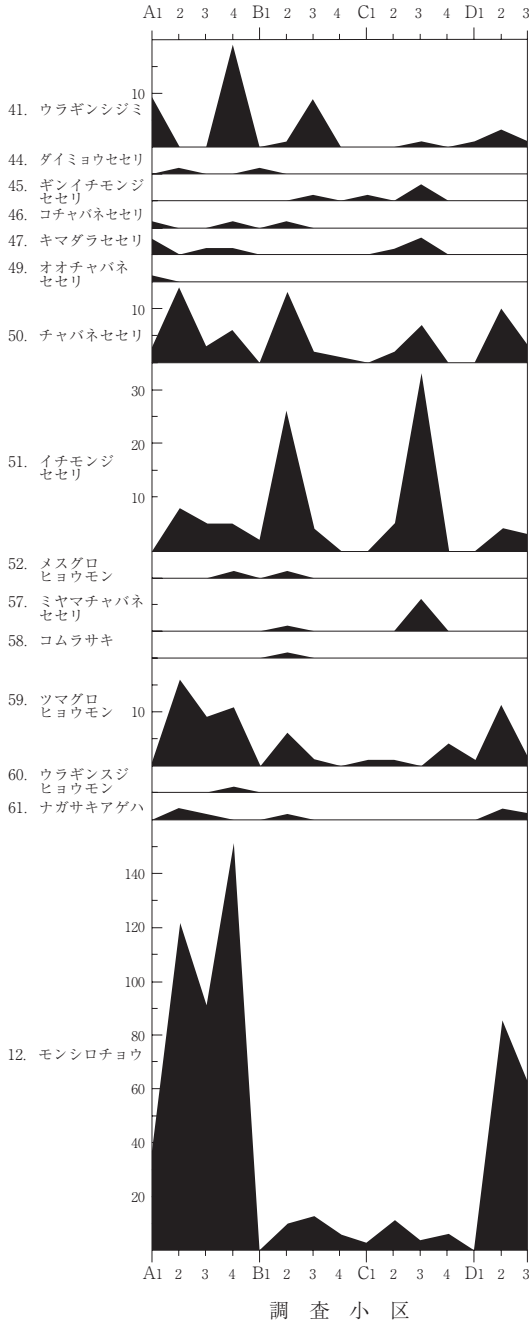 A1 2 3 4 B1 2 3 4 C1 2 3 4 D1 2 3
10
41. ウラギンシジミ
44. ダイミョウセセリ
45. ギンイチモンジ
セセリ
46. コチャバネセセリ
47. キマダラセセリ
49. オオチャバネ
セセリ
10
50. チャバネセセリ
30
20
10
51. イチモンジ
セセリ
52. メスグロ
ヒョウモン
57. ミヤマチャバネ
セセリ
58. コムラサキ
59. ツマグロ
ヒョウモン
10
60. ウラギンスジ
ヒョウモン
61. ナガサキアゲハ
140
120
100
80
12. モンシロチョウ
60
40
20
A1 2 3 4 B1 2 3 4 C1 2 3 4 D1 2 3
調 査 小 区